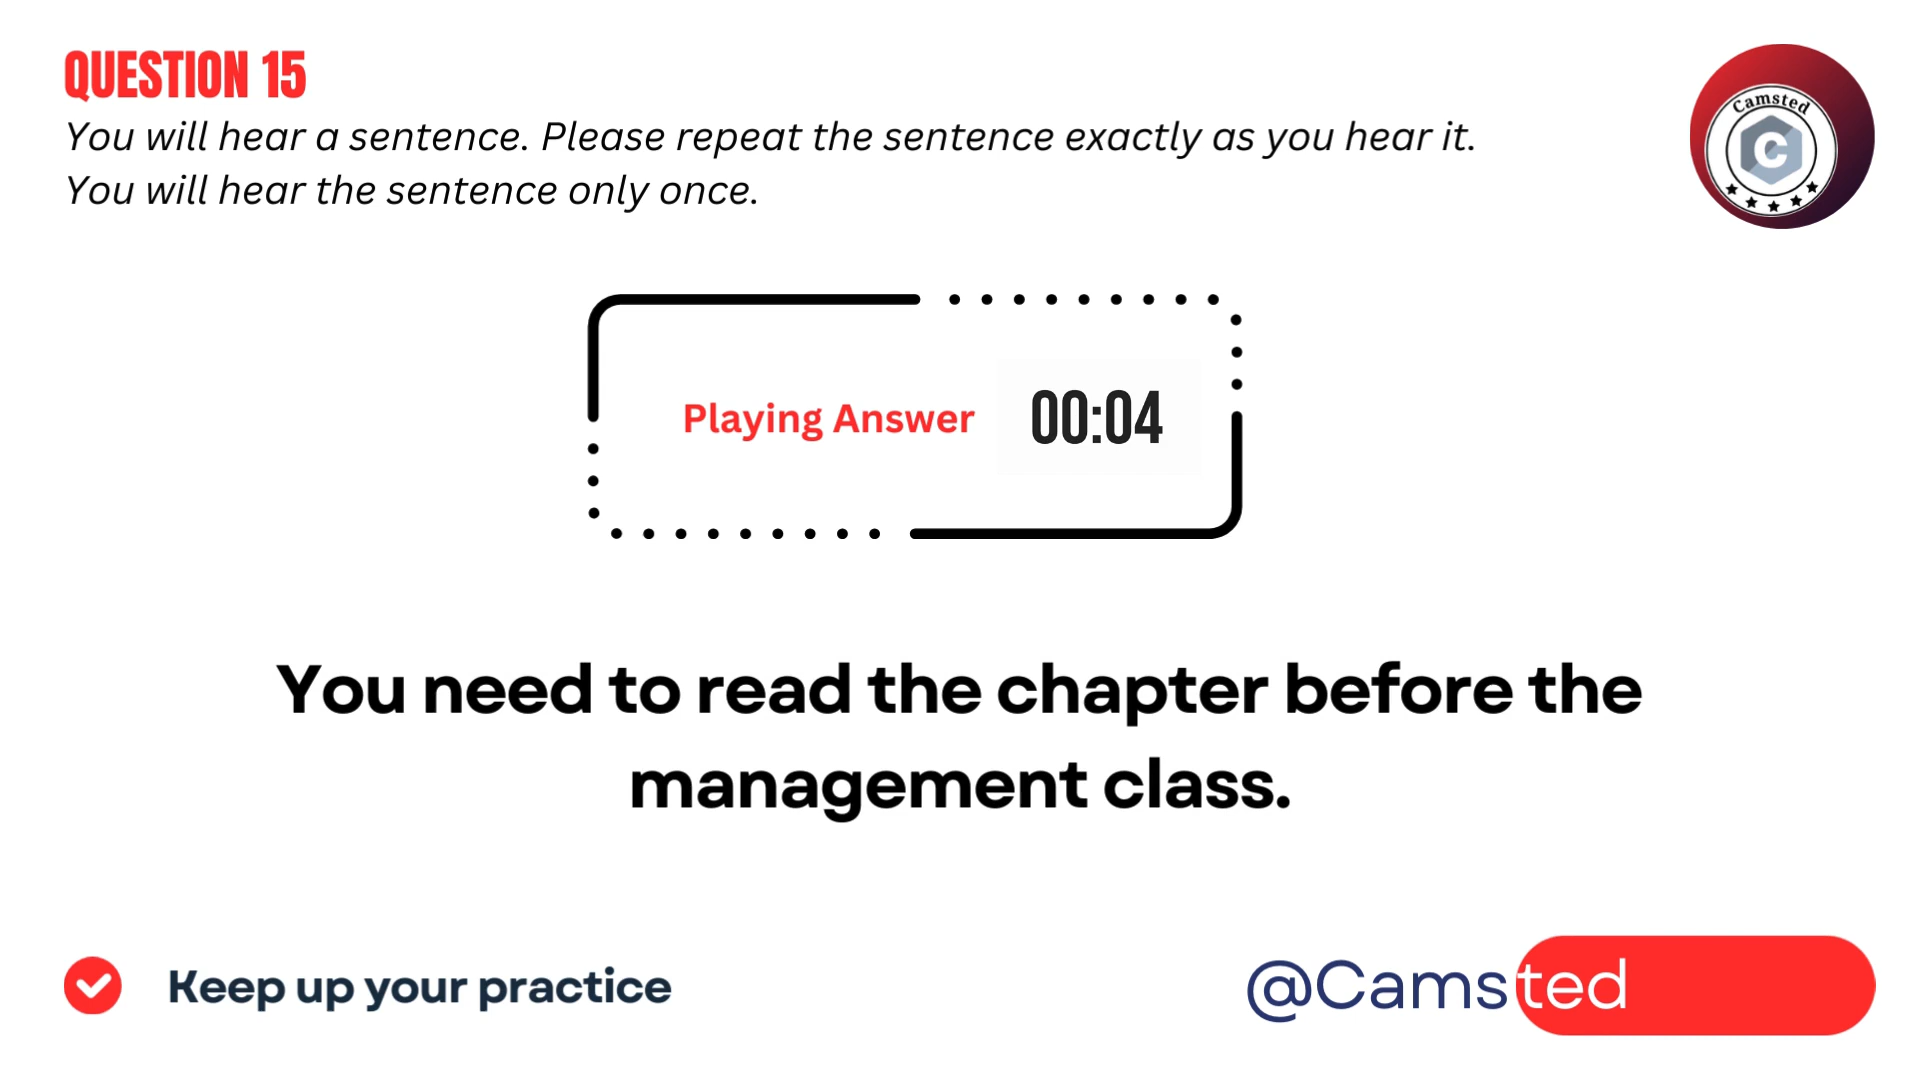 QUESTION 15
You will hear a sentence. Please repeat the sentence exactly as you hear it.
You will hear the sentence only once.
Camsted
C
Playing Answer 00:04
You need to read the chapter before the
management class.
Keep up your practice
@Camsted